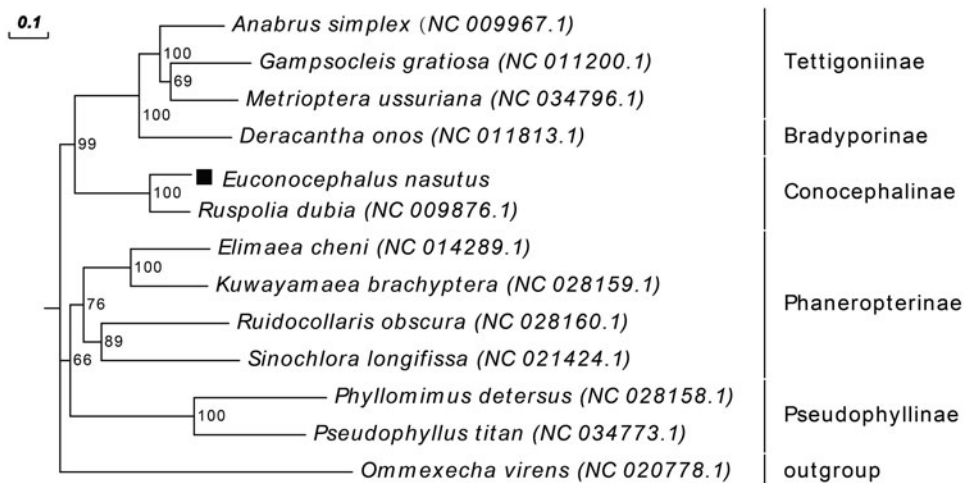 0.1
Anabrus simplex (NC 009967.1)
100
Gampsocleis gratiosa (NC 011200.1)
Tettigoniinae
69
Metrioptera ussuriana (NC 034796.1)
100
Deracantha onos (NC 011813.1)
Bradyporinae
99
Euconocephalus nasutus
100
Conocephalinae
Ruspolia dubia (NC 009876.1)
Elimaea cheni (NC 014289.1)
100
Kuwayamaea brachyptera (NC 028159.1)
76
Phaneropterinae
Ruidocollaris obscura (NC 028160.1)
89
66
Sinochlora longifissa (NC 021424.1)
Phyllomimus detersus (NC 028158.1)
100
Pseudophyllinae
Pseudophyllus titan (NC 034773.1)
Ommexecha virens (NC 020778.1)
outgroup